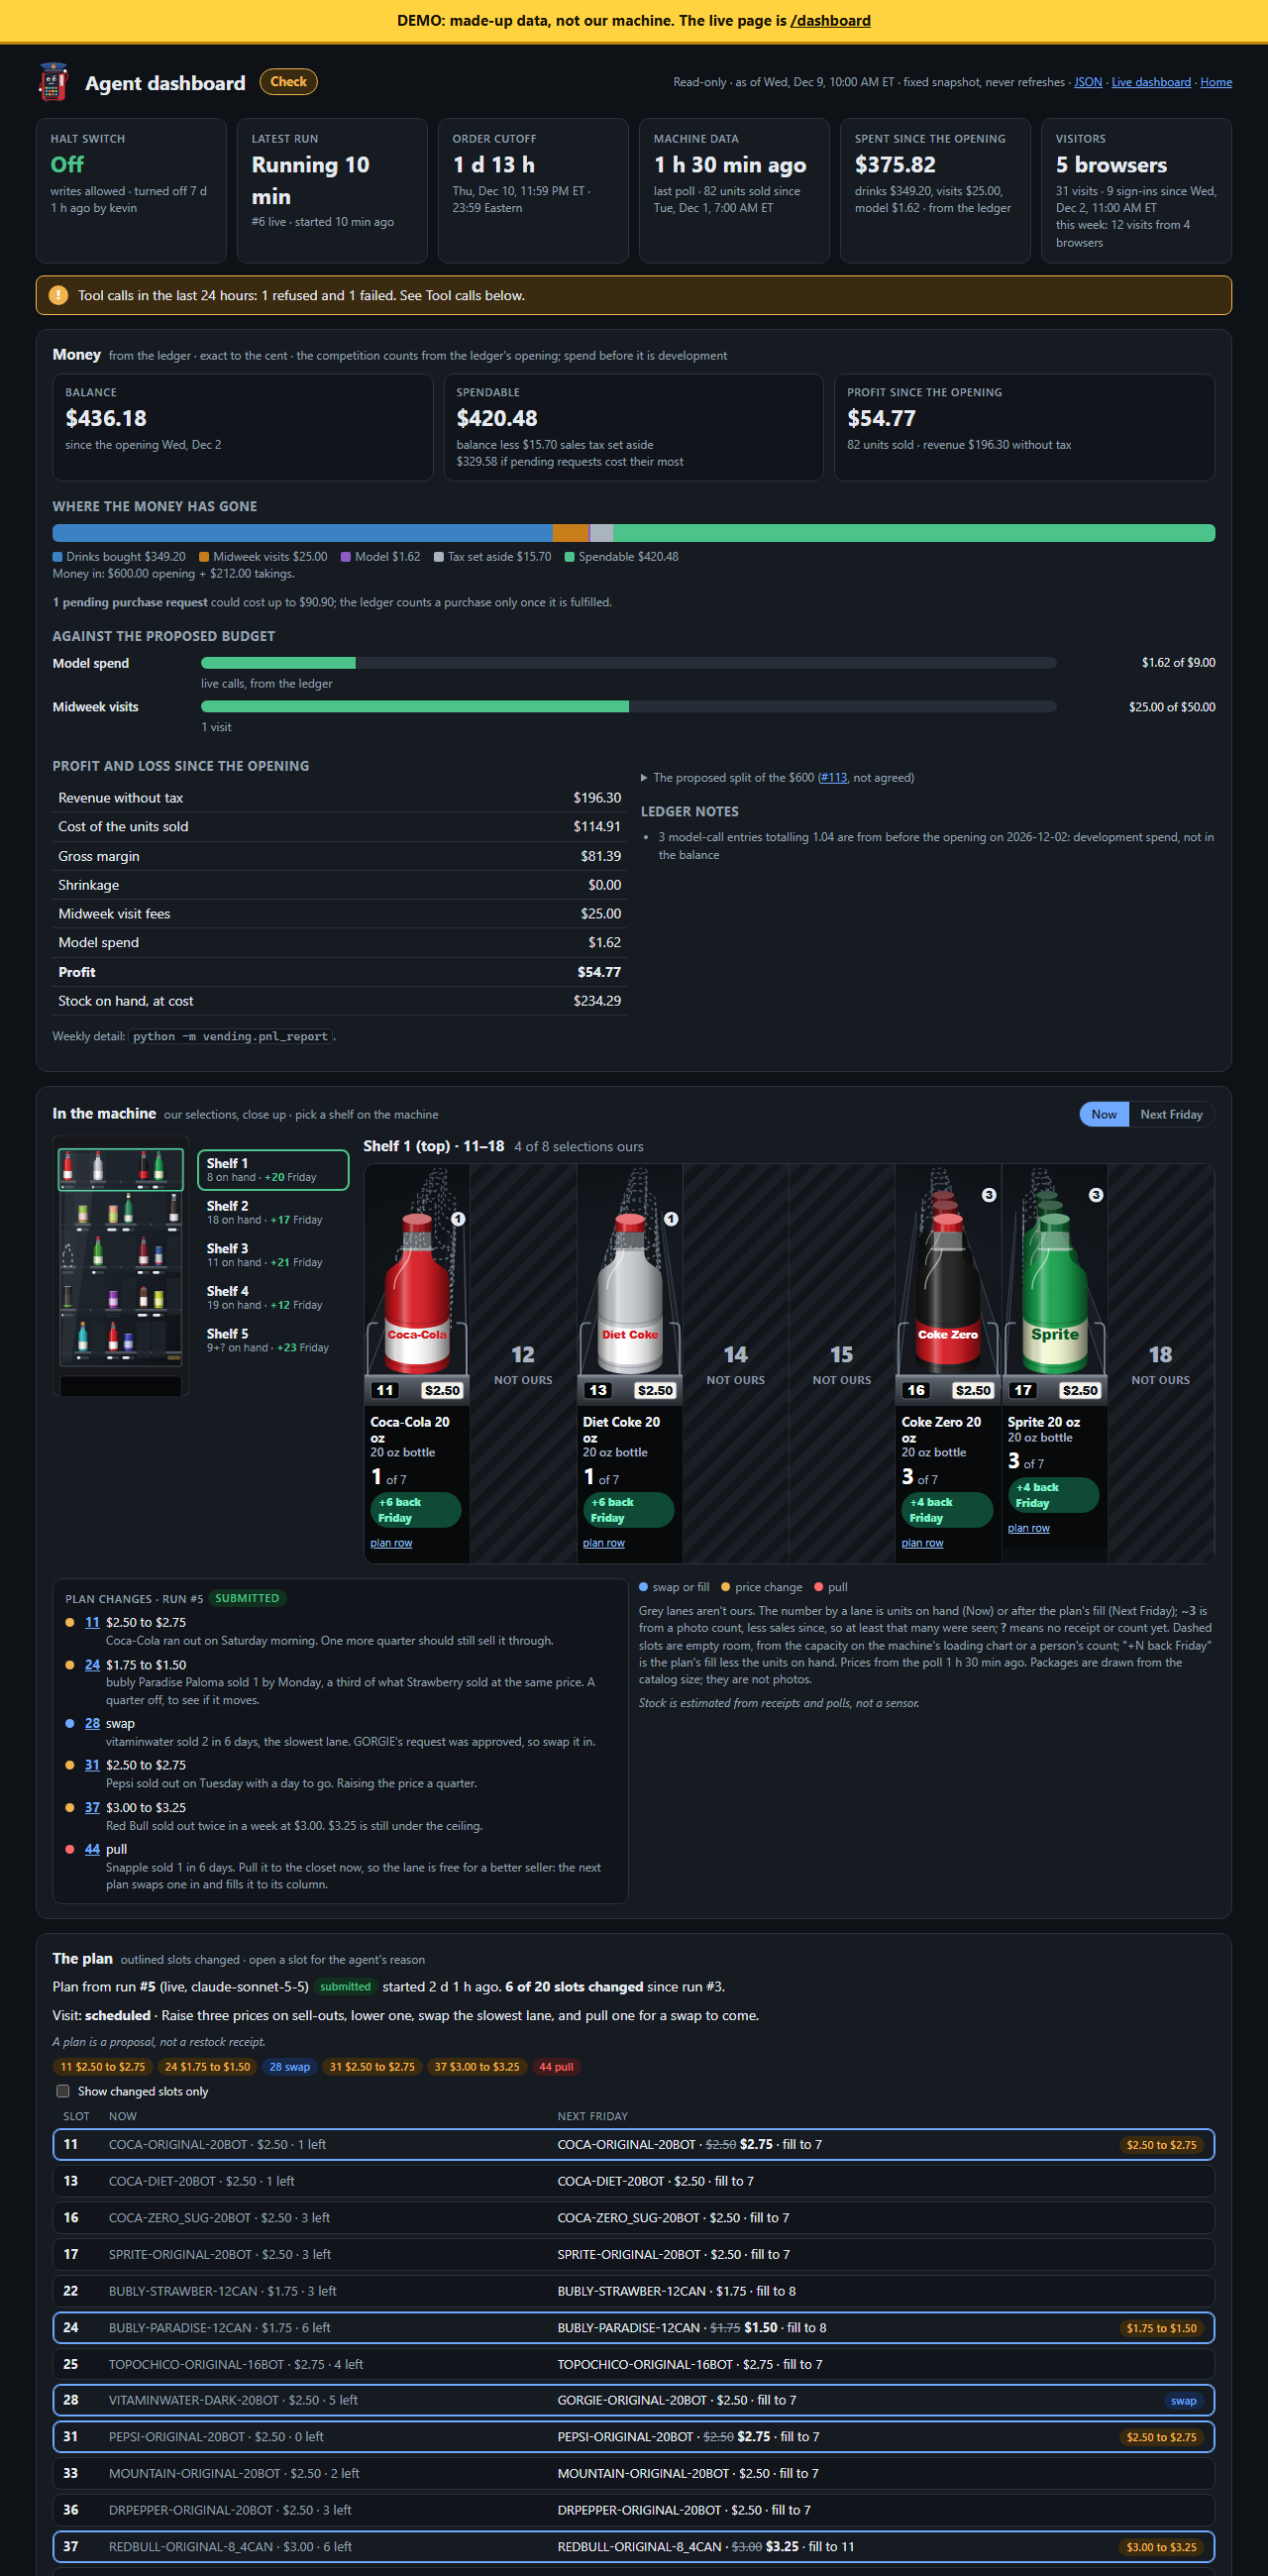 DEMO: made-up data, not our machine. The live page is /dashboard
Agent dashboard Check
Read-only · as of Wed, Dec 9, 10:00 AM ET · fixed snapshot, never refreshes · JSON · Live dashboard · Home
HALT SWITCH
Off
writes allowed · turned off 7 d
1 h ago by kevin
LATEST RUN
Running 10
min
#6 live · started 10 min ago
ORDER CUTOFF
1 d 13 h
Thu, Dec 10, 11:59 PM ET ·
23:59 Eastern
MACHINE DATA
1 h 30 min ago
last poll · 82 units sold since
Tue, Dec 1, 7:00 AM ET
SPENT SINCE THE OPENING
$375.82
drinks $349.20, visits $25.00,
model $1.62 · from the ledger
VISITORS
5 browsers
31 visits · 9 sign-ins since Wed,
Dec 2, 11:00 AM ET
this week: 12 visits from 4
browsers
! Tool calls in the last 24 hours: 1 refused and 1 failed. See Tool calls below.
Money from the ledger · exact to the cent · the competition counts from the ledger's opening; spend before it is development
BALANCE
$436.18
since the opening Wed, Dec 2
SPENDABLE
$420.48
balance less $15.70 sales tax set aside
$329.58 if pending requests cost their most
PROFIT SINCE THE OPENING
$54.77
82 units sold · revenue $196.30 without tax
WHERE THE MONEY HAS GONE
Drinks bought $349.20 Midweek visits $25.00 Model $1.62 Tax set aside $15.70 Spendable $420.48
Money in: $600.00 opening + $212.00 takings.
1 pending purchase request could cost up to $90.90; the ledger counts a purchase only once it is fulfilled.
AGAINST THE PROPOSED BUDGET
Model spend $1.62 of $9.00
live calls, from the ledger
Midweek visits $25.00 of $50.00
1 visit
PROFIT AND LOSS SINCE THE OPENING
Revenue without tax $196.30
Cost of the units sold $114.91
Gross margin $81.39
Shrinkage $0.00
Midweek visit fees $25.00
Model spend $1.62
Profit $54.77
Stock on hand, at cost $234.29
Weekly detail: python -m vending.pnl_report.
The proposed split of the $600 (#113, not agreed)
LEDGER NOTES
• 3 model-call entries totalling 1.04 are from before the opening on 2026-12-02: development spend, not in
the balance
In the machine our selections, close up · pick a shelf on the machine
Now Next Friday
Shelf 1
8 on hand · +20 Friday
Shelf 2
18 on hand · +17 Friday
Shelf 3
11 on hand · +21 Friday
Shelf 4
19 on hand · +12 Friday
Shelf 5
9+? on hand · +23 Friday
Shelf 1 (top) · 11–18 4 of 8 selections ours
1
Coca-Cola
11 $2.50
Coca-Cola 20
oz
20 oz bottle
1 of 7
+6 back
Friday
plan row
12
NOT OURS
1
Diet Coke
13 $2.50
Diet Coke 20
oz
20 oz bottle
1 of 7
+6 back
Friday
plan row
14
NOT OURS
15
NOT OURS
3
Coke Zero
16 $2.50
Coke Zero 20
oz
20 oz bottle
3 of 7
+4 back
Friday
plan row
3
Sprite
17 $2.50
Sprite 20 oz
20 oz bottle
3 of 7
+4 back
Friday
plan row
18
NOT OURS
PLAN CHANGES · RUN #5 SUBMITTED
11 $2.50 to $2.75
Coca-Cola ran out on Saturday morning. One more quarter should still sell it through.
24 $1.75 to $1.50
bubly Paradise Paloma sold 1 by Monday, a third of what Strawberry sold at the same price. A
quarter off, to see if it moves.
28 swap
vitaminwater sold 2 in 6 days, the slowest lane. GORGIE's request was approved, so swap it in.
31 $2.50 to $2.75
Pepsi sold out on Tuesday with a day to go. Raising the price a quarter.
37 $3.00 to $3.25
Red Bull sold out twice in a week at $3.00. $3.25 is still under the ceiling.
44 pull
Snapple sold 1 in 6 days. Pull it to the closet now, so the lane is free for a better seller: the next
plan swaps one in and fills it to its column.
swap or fill price change pull
Grey lanes aren't ours. The number by a lane is units on hand (Now) or after the plan's fill (Next Friday); ~3 is
from a photo count, less sales since, so at least that many were seen; ? means no receipt or count yet. Dashed
slots are empty room, from the capacity on the machine's loading chart or a person's count; "+N back Friday"
is the plan's fill less the units on hand. Prices from the poll 1 h 30 min ago. Packages are drawn from the
catalog size; they are not photos.
Stock is estimated from receipts and polls, not a sensor.
The plan outlined slots changed · open a slot for the agent's reason
Plan from run #5 (live, claude-sonnet-5-5) submitted started 2 d 1 h ago. 6 of 20 slots changed since run #3.
Visit: scheduled · Raise three prices on sell-outs, lower one, swap the slowest lane, and pull one for a swap to come.
A plan is a proposal, not a restock receipt.
11 $2.50 to $2.75 24 $1.75 to $1.50 28 swap 31 $2.50 to $2.75 37 $3.00 to $3.25 44 pull
Show changed slots only
SLOT NOW NEXT FRIDAY
11 COCA-ORIGINAL-20BOT · $2.50 · 1 left COCA-ORIGINAL-20BOT · $2.50 $2.75 · fill to 7 $2.50 to $2.75
13 COCA-DIET-20BOT · $2.50 · 1 left COCA-DIET-20BOT · $2.50 · fill to 7
16 COCA-ZERO_SUG-20BOT · $2.50 · 3 left COCA-ZERO_SUG-20BOT · $2.50 · fill to 7
17 SPRITE-ORIGINAL-20BOT · $2.50 · 3 left SPRITE-ORIGINAL-20BOT · $2.50 · fill to 7
22 BUBLY-STRAWBER-12CAN · $1.75 · 3 left BUBLY-STRAWBER-12CAN · $1.75 · fill to 8
24 BUBLY-PARADISE-12CAN · $1.75 · 6 left BUBLY-PARADISE-12CAN · $1.75 $1.50 · fill to 8 $1.75 to $1.50
25 TOPOCHICO-ORIGINAL-16BOT · $2.75 · 4 left TOPOCHICO-ORIGINAL-16BOT · $2.75 · fill to 7
28 VITAMINWATER-DARK-20BOT · $2.50 · 5 left GORGIE-ORIGINAL-20BOT · $2.50 · fill to 7 swap
31 PEPSI-ORIGINAL-20BOT · $2.50 · 0 left PEPSI-ORIGINAL-20BOT · $2.50 $2.75 · fill to 7 $2.50 to $2.75
33 MOUNTAIN-ORIGINAL-20BOT · $2.50 · 2 left MOUNTAIN-ORIGINAL-20BOT · $2.50 · fill to 7
36 DRPEPPER-ORIGINAL-20BOT · $2.50 · 3 left DRPEPPER-ORIGINAL-20BOT · $2.50 · fill to 7
37 REDBULL-ORIGINAL-8_4CAN · $3.00 · 6 left REDBULL-ORIGINAL-8_4CAN · $3.00 $3.25 · fill to 11 $3.00 to $3.25